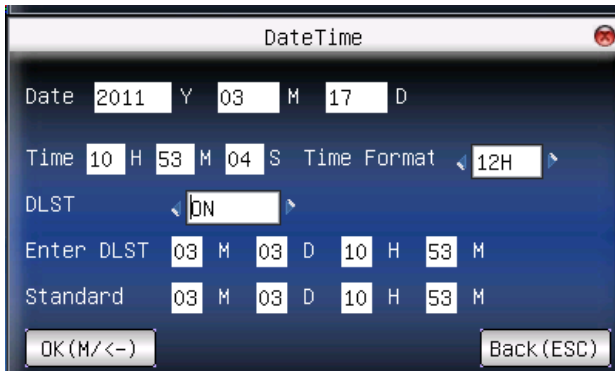 DateTime
Date 2011 Y 03 M 17 D
Time 10 H 53 M 04 S Time Format 12H
DLST ON
Enter DLST 03 M 03 D 10 H 53 M
Standard 03 M 03 D 10 H 53 M
OK(M/<-) Back(ESC)